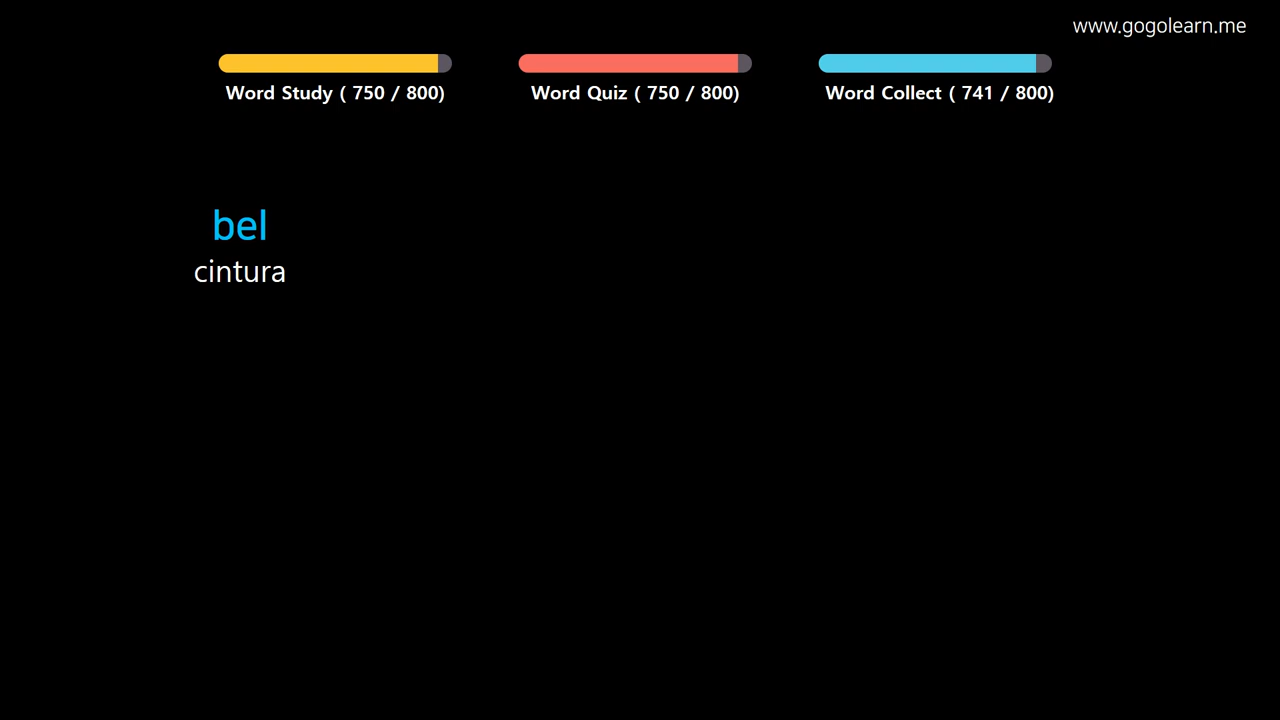 www.gogolearn.me
Word Study ( 750 / 800)
Word Quiz ( 750 / 800)
Word Collect ( 741 / 800)
bel
cintura